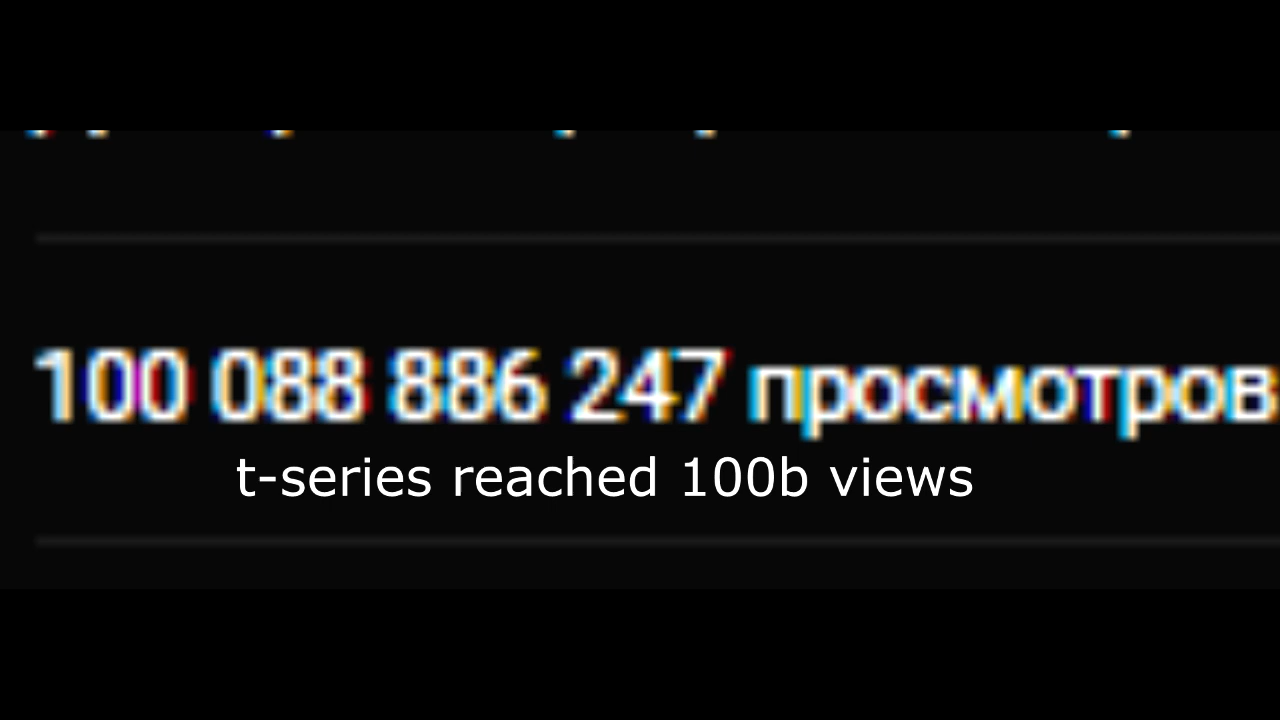 100 088 886 247 просмотров
t-series reached 100b views